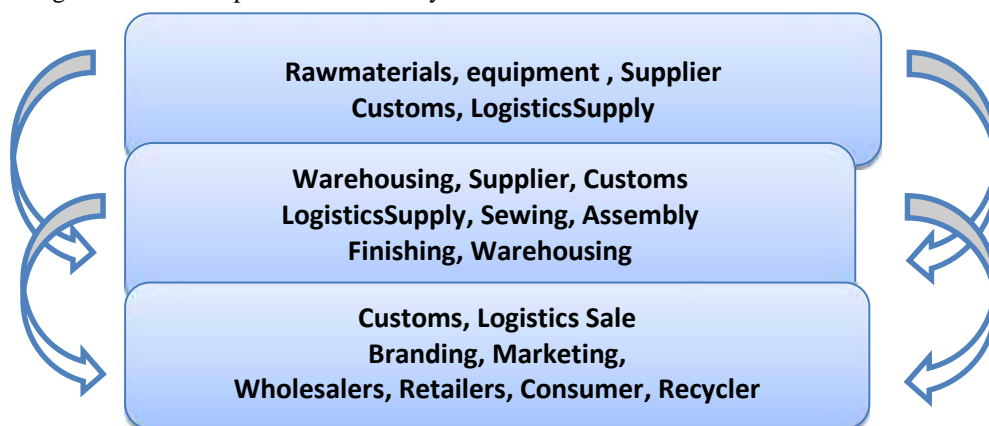 Rawmaterials, equipment , Supplier
Customs, LogisticsSupply
Warehousing, Supplier, Customs
LogisticsSupply, Sewing, Assembly
Finishing, Warehousing
Customs, Logistics Sale
Branding, Marketing,
Wholesalers, Retailers, Consumer, Recycler